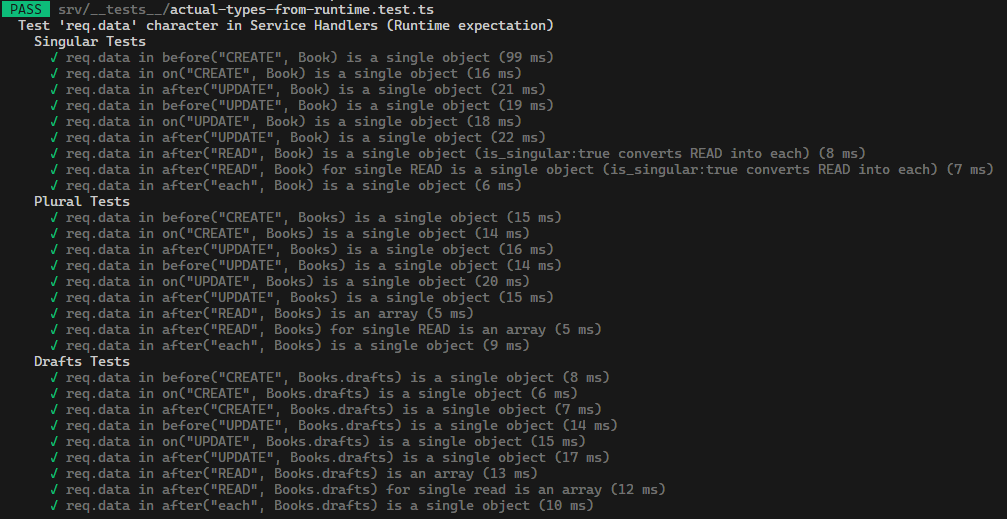 PASS srv/__tests__/actual-types-from-runtime.test.ts
Test 'req.data' character in Service Handlers (Runtime expectation)
Singular Tests
√ req.data in before("CREATE", Book) is a single object (99 ms)
√ req.data in on("CREATE", Book) is a single object (16 ms)
√ req.data in after("UPDATE", Book) is a single object (21 ms)
√ req.data in before("UPDATE", Book) is a single object (19 ms)
√ req.data in on("UPDATE", Book) is a single object (18 ms)
√ req.data in after("UPDATE", Book) is a single object (22 ms)
√ req.data in after("READ", Book) is a single object (is_singular:true converts READ into each) (8 ms)
√ req.data in after("READ", Book) for single READ is a single object (is_singular:true converts READ into each) (7 ms)
√ req.data in after("each", Book) is a single object (6 ms)
Plural Tests
√ req.data in before("CREATE", Books) is a single object (15 ms)
√ req.data in on("CREATE", Books) is a single object (14 ms)
√ req.data in after("UPDATE", Books) is a single object (16 ms)
√ req.data in before("UPDATE", Books) is a single object (14 ms)
√ req.data in on("UPDATE", Books) is a single object (20 ms)
√ req.data in after("UPDATE", Books) is a single object (15 ms)
√ req.data in after("READ", Books) is an array (5 ms)
√ req.data in after("READ", Books) for single READ is an array (5 ms)
√ req.data in after("each", Books) is a single object (9 ms)
Drafts Tests
√ req.data in before("CREATE", Books.drafts) is a single object (8 ms)
√ req.data in on("CREATE", Books.drafts) is a single object (6 ms)
√ req.data in after("CREATE", Books.drafts) is a single object (7 ms)
√ req.data in before("UPDATE", Books.drafts) is a single object (14 ms)
√ req.data in on("UPDATE", Books.drafts) is a single object (15 ms)
√ req.data in after("UPDATE", Books.drafts) is a single object (17 ms)
√ req.data in after("READ", Books.drafts) is an array (13 ms)
√ req.data in after("READ", Books.drafts) for single read is an array (12 ms)
√ req.data in after("each", Books.drafts) is a single object (10 ms)